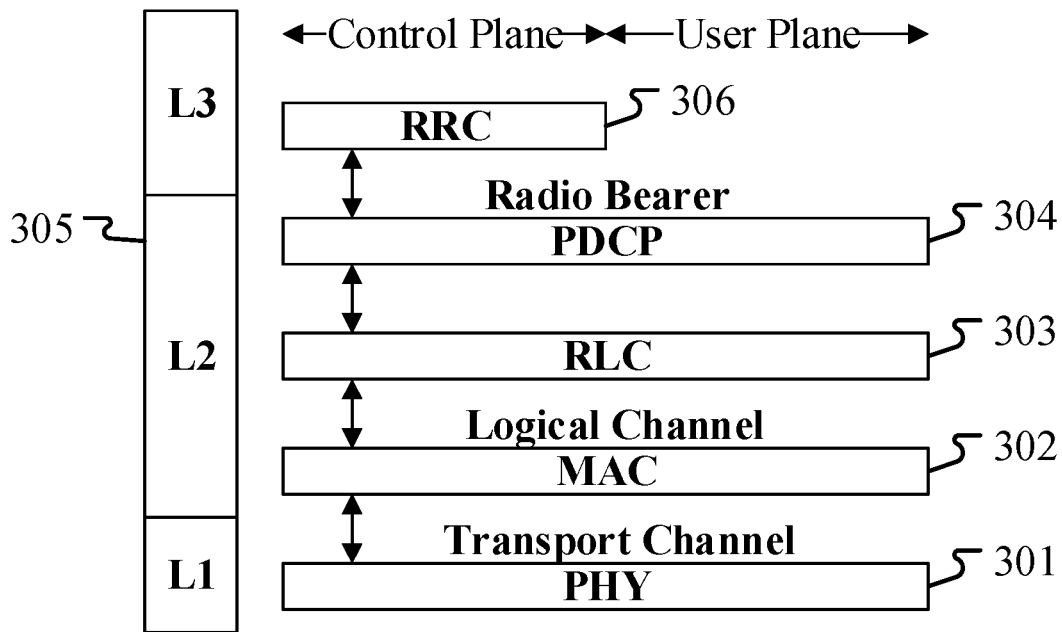 Control Plane User Plane
L3
RRC
306
Radio Bearer
305
PDCP
304
L2
RLC
303
Logical Channel
MAC
302
Transport Channel
L1
PHY
301